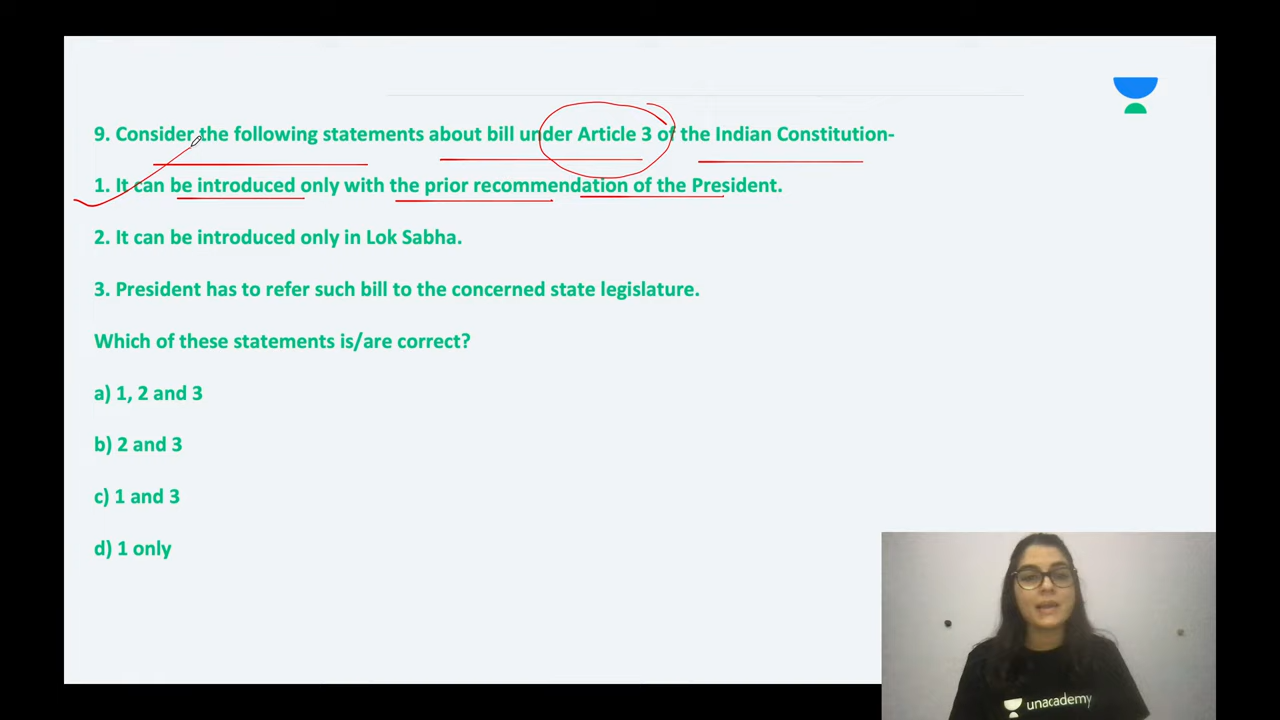 9. Consider the following statements about bill under Article 3 of the Indian Constitution-
1. It can be introduced only with the prior recommendation of the President.
2. It can be introduced only in Lok Sabha.
3. President has to refer such bill to the concerned state legislature.
Which of these statements is/are correct?
a) 1, 2 and 3
b) 2 and 3
c) 1 and 3
d) 1 only
unacademy